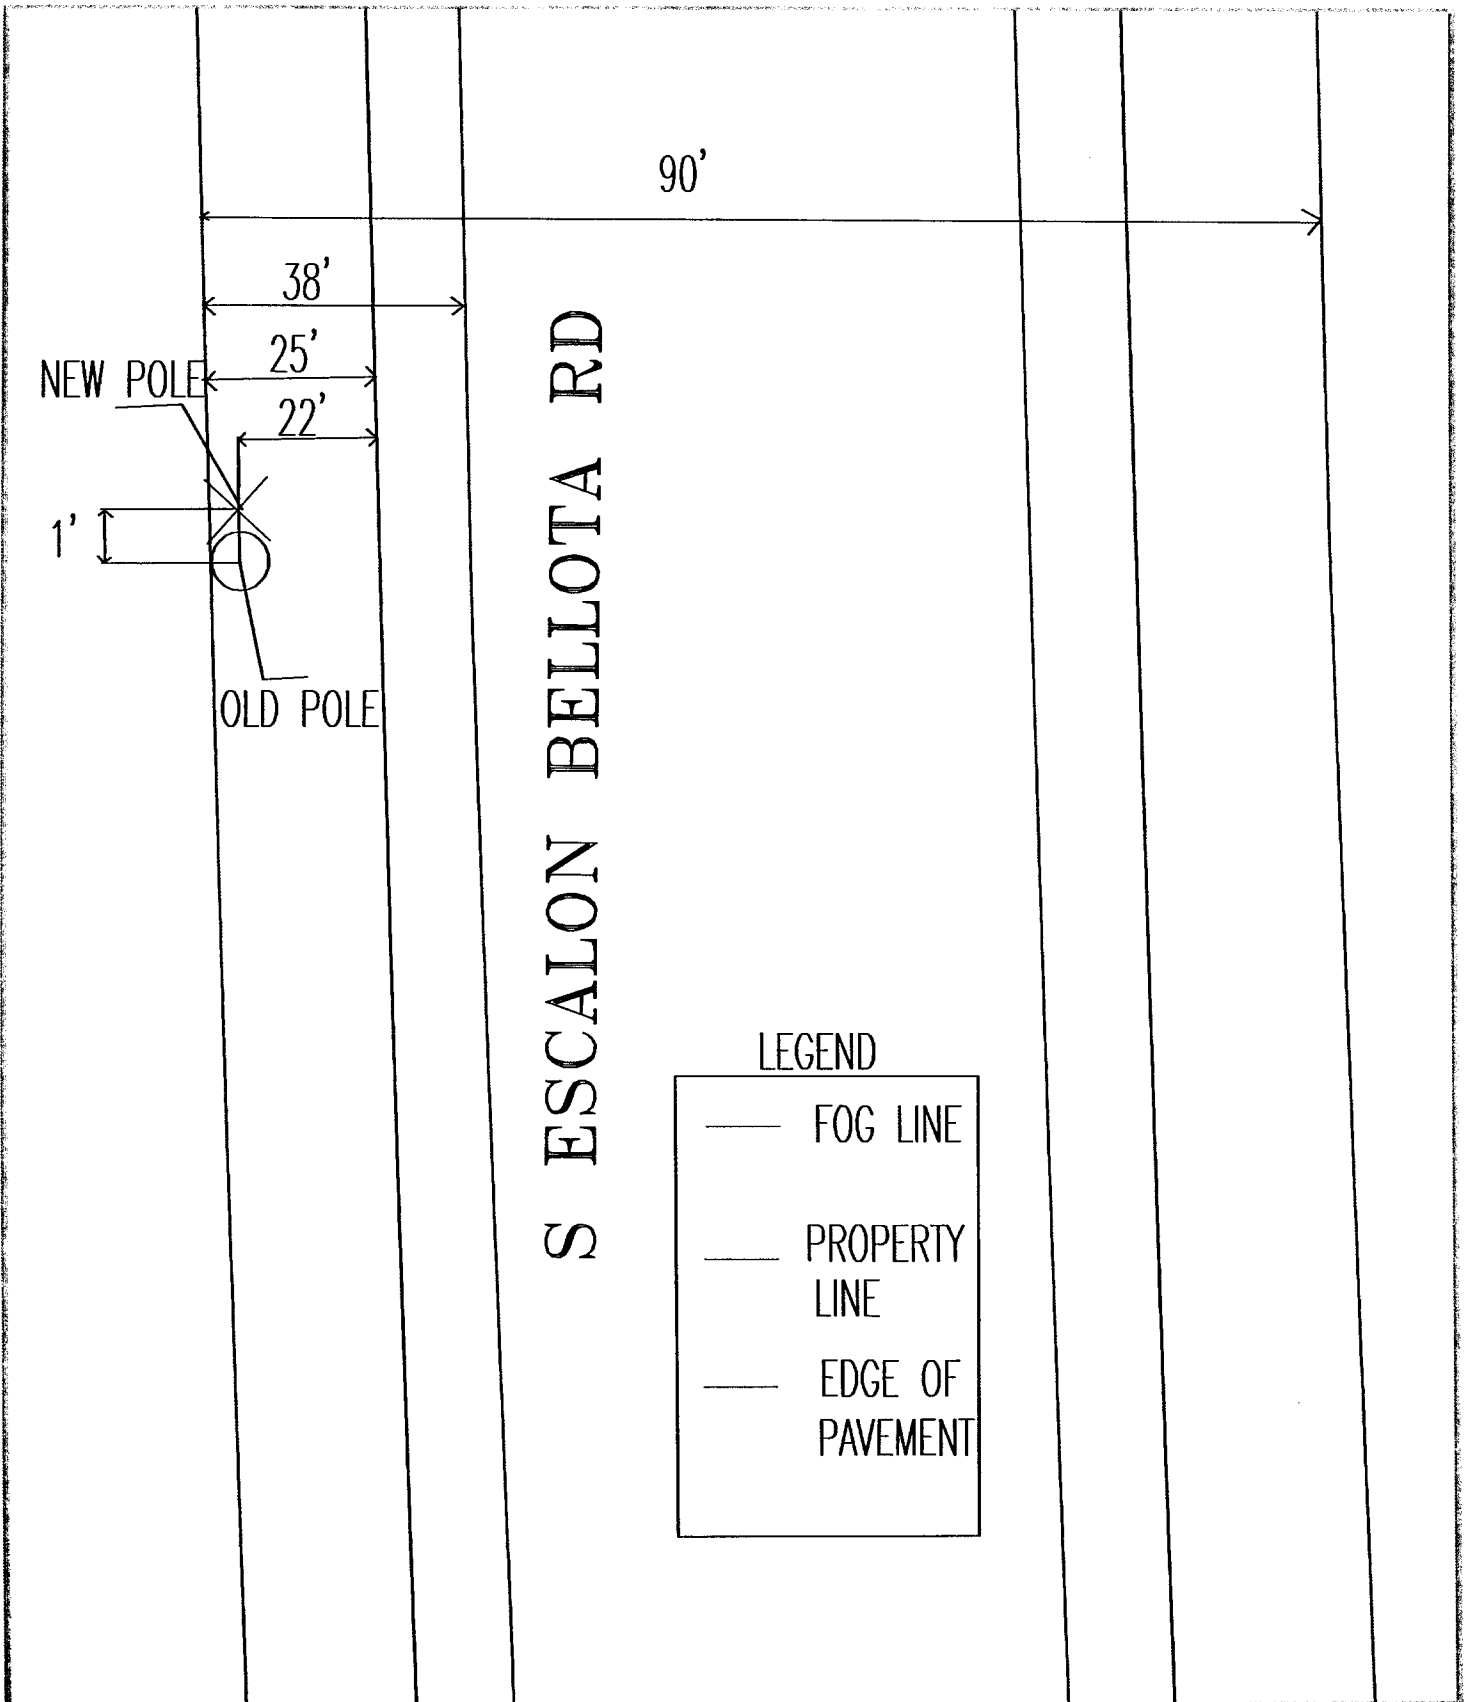 90'
38'
25'
NEW POLE
22'
1'
OLD POLE
S ESCALON BELLOTA RD
LEGEND
FOG LINE
PROPERTY
LINE
EDGE OF
PAVEMENT